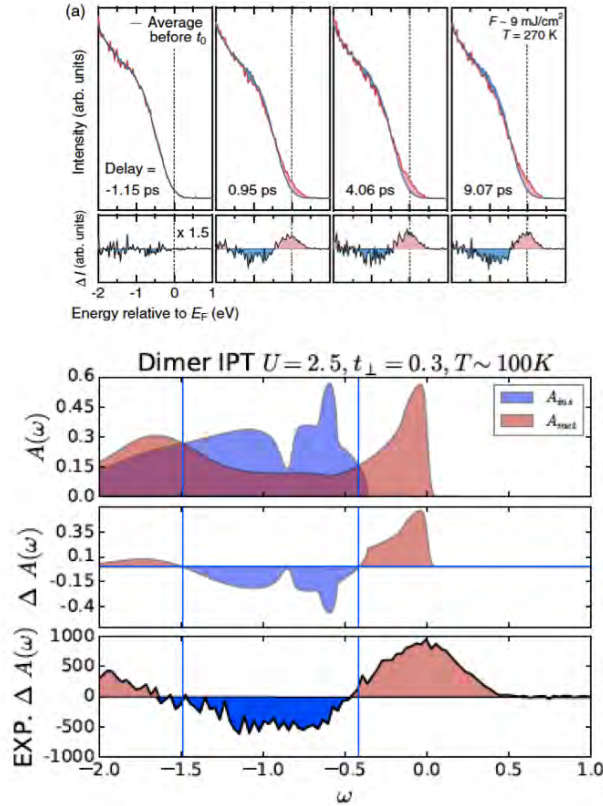 (a)
— Average
before t₀
F ~ 9 mJ/cm²
T = 270 K
Intensity (arb. units)
Delay =
-1.15 ps
0.95 ps
4.06 ps
9.07 ps
Δ I (arb. units)
x 1.5
-2 -1 0 1
Energy relative to E_F (eV)
Dimer IPT U = 2.5, t⊥ = 0.3, T ~ 100K
A(ω)
0.6
0.45
0.3
0.15
0.0
A_ins
A_met
Δ A(ω)
0.35
0.1
-0.15
-0.4
EXP. Δ A(ω)
1000
500
0
-500
-1000
-2.0 -1.5 -1.0 -0.5 0.0 0.5 1.0
ω